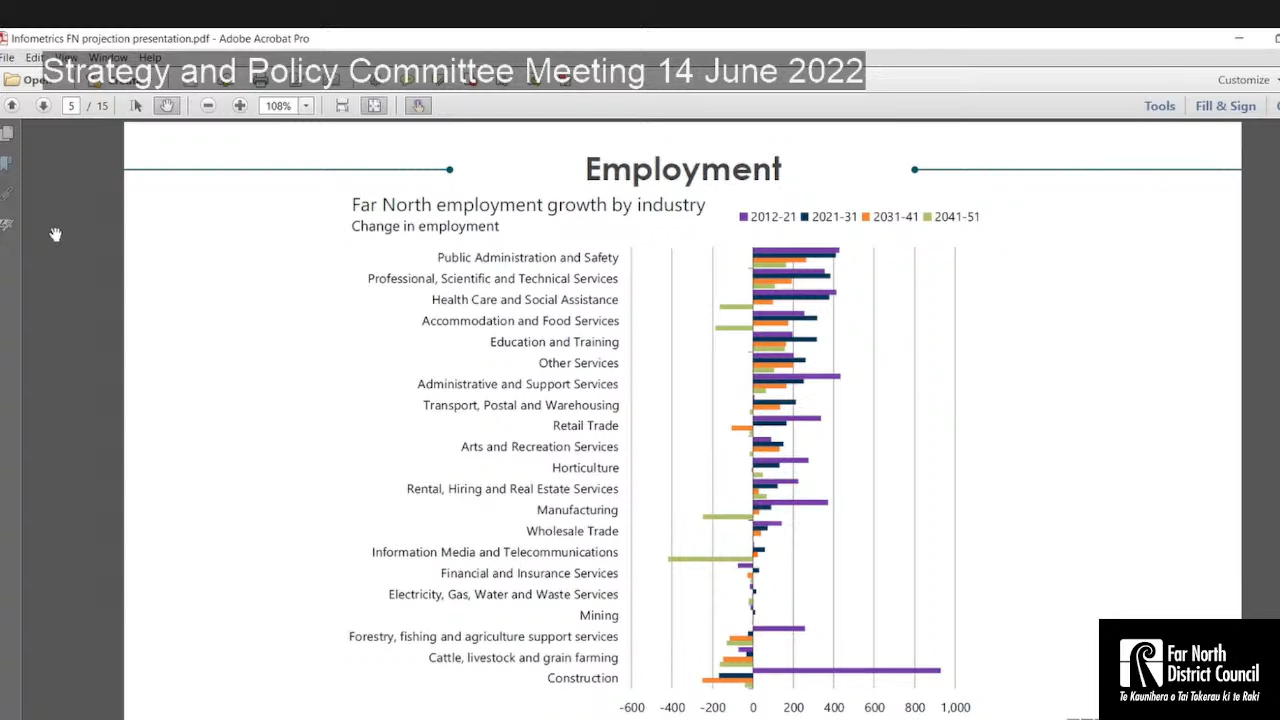 Infometrics FN projection presentation.pdf - Adobe Acrobat Pro
File Edit View Window Help
Strategy and Policy Committee Meeting 14 June 2022
Customize
5 / 15
108%
Tools
Fill & Sign
Employment
Far North employment growth by industry
Change in employment
2012-21 2021-31 2031-41 2041-51
Public Administration and Safety
Professional, Scientific and Technical Services
Health Care and Social Assistance
Accommodation and Food Services
Education and Training
Other Services
Administrative and Support Services
Transport, Postal and Warehousing
Retail Trade
Arts and Recreation Services
Horticulture
Rental, Hiring and Real Estate Services
Manufacturing
Wholesale Trade
Information Media and Telecommunications
Financial and Insurance Services
Electricity, Gas, Water and Waste Services
Mining
Forestry, fishing and agriculture support services
Cattle, livestock and grain farming
Construction
-600 -400 -200 0 200 400 600 800 1,000
Far North
District Council
Te Kaunihera o Tai Tokerau ki te Raki